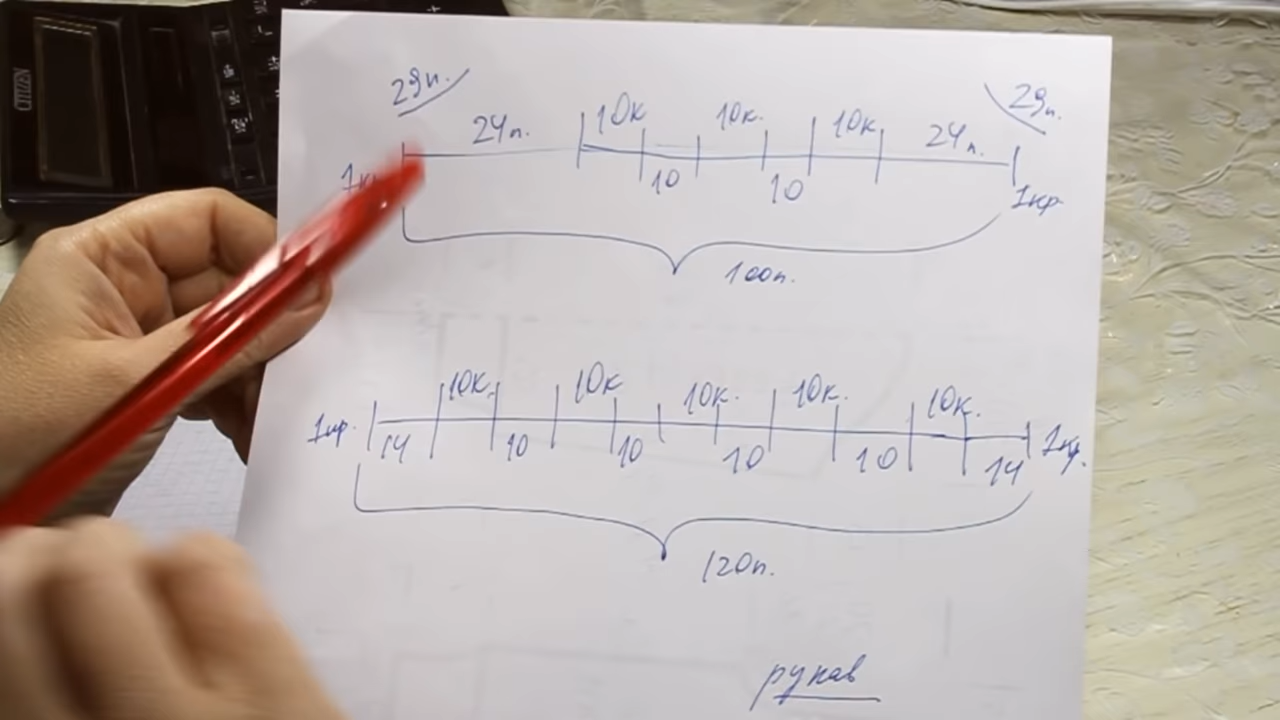 29п. 29п.
24п. 10к 10к. 10к 24п.
10 10 1кр.
100п.
10к. 10к 10к. 10к. 10к.
1кр. 14 10 10 10 10 14 1кр.
120п.
рукав